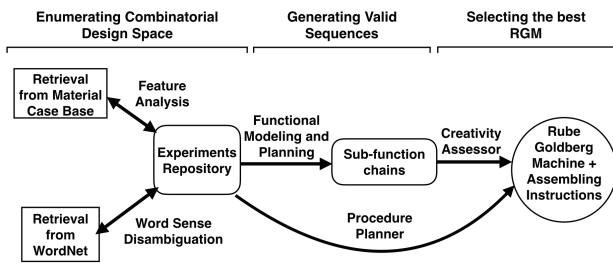 Enumerating Combinatorial
Design Space
Generating Valid
Sequences
Selecting the best
RGM
Retrieval
from Material
Case Base
Feature
Analysis
Experiments
Repository
Functional
Modeling and
Planning
Sub-function
chains
Creativity
Assessor
Rube
Goldberg
Machine +
Assembling
Instructions
Retrieval
from
WordNet
Word Sense
Disambiguation
Procedure
Planner